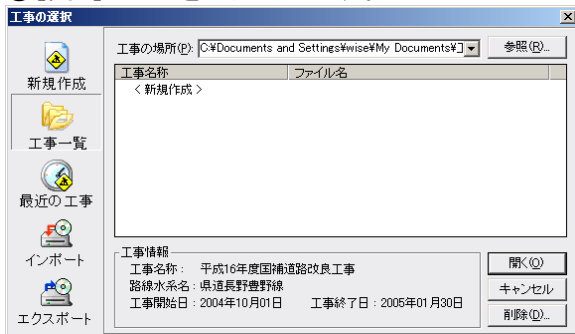 工事の選択
工事の場所(P): C:¥Documents and Settings¥wise¥My Documents¥
参照(R)...
工事名称 ファイル名
<新規作成>
新規作成
工事一覧
最近の工事
インポート
エクスポート
工事情報
工事名称: 平成16年度国補道路改良工事
路線水系名: 県道長野豊野線
工事開始日: 2004年10月01日 工事終了日: 2005年01月30日
開く(O)
キャンセル
削除(D)...